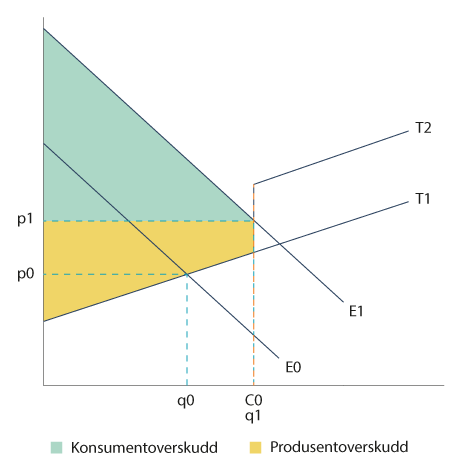 T2
T1
p1
p0
E1
E0
q0
C0
q1
Konsumentoverskudd
Produsentoverskudd